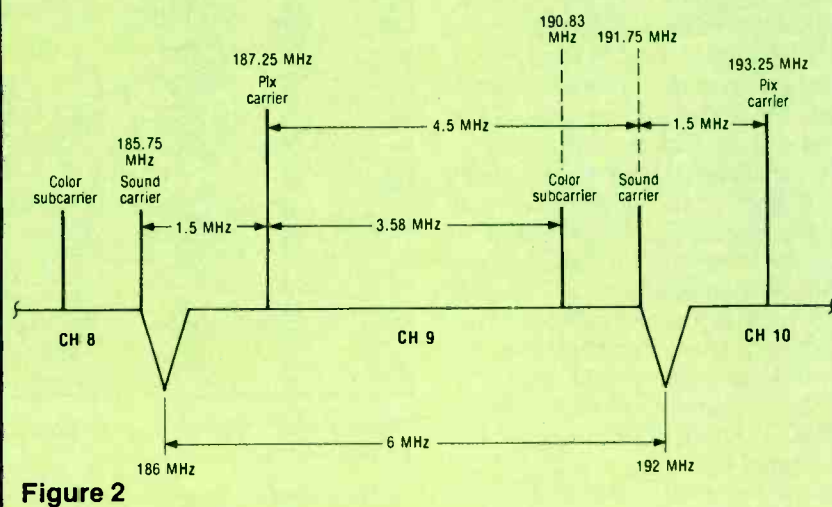 190.83
MHz
191.75 MHz
187.25 MHz
Pix
carrier
193.25 MHz
Pix
carrier
4.5 MHz
1.5 MHz
185.75
MHz
Color
subcarrier
Sound
carrier
Color
subcarrier
Sound
carrier
1.5 MHz
3.58 MHz
CH 8
CH 9
CH 10
6 MHz
186 MHz
192 MHz
Figure 2